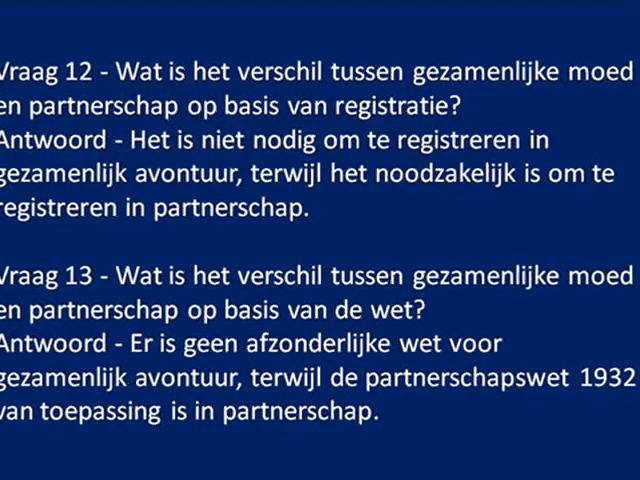 Vraag 12 - Wat is het verschil tussen gezamenlijke moed
en partnerschap op basis van registratie?
Antwoord - Het is niet nodig om te registreren in
gezamenlijk avontuur, terwijl het noodzakelijk is om te
registreren in partnerschap.
Vraag 13 - Wat is het verschil tussen gezamenlijke moed
en partnerschap op basis van de wet?
Antwoord - Er is geen afzonderlijke wet voor
gezamenlijk avontuur, terwijl de partnerschapswet 1932
van toepassing is in partnerschap.